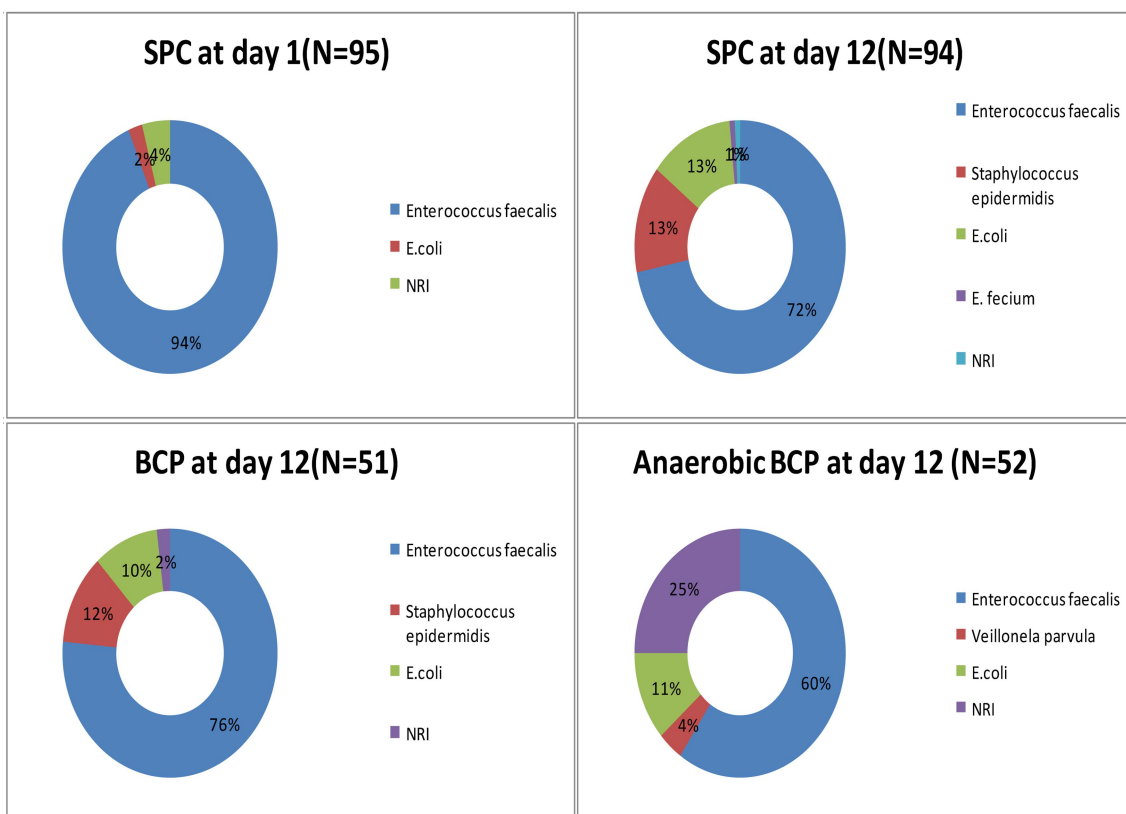 SPC at day 1(N=95)
94%
2%
4%
Enterococcus faecalis
E.coli
NRI
SPC at day 12(N=94)
72%
13%
13%
1%
1%
Enterococcus faecalis
Staphylococcus
epidermidis
E.coli
E. fecium
NRI
BCP at day 12(N=51)
76%
12%
10%
2%
Enterococcus faecalis
Staphylococcus
epidermidis
E.coli
NRI
Anaerobic BCP at day 12 (N=52)
60%
4%
11%
25%
Enterococcus faecalis
Veillonela parvula
E.coli
NRI